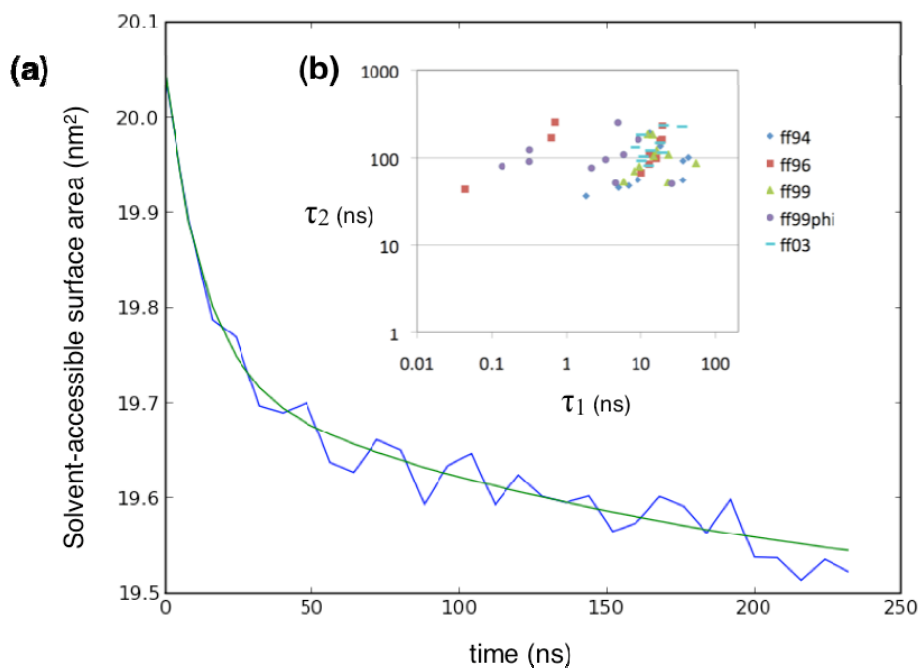 (a)
Solvent-accessible surface area (nm²)
20.1
20.0
19.9
19.8
19.7
19.6
19.5
0 50 100 150 200 250
time (ns)
(b)
τ2 (ns)
1000
100
10
1
0.01 0.1 1 10 100
τ1 (ns)
ff94
ff96
ff99
ff99phi
ff03